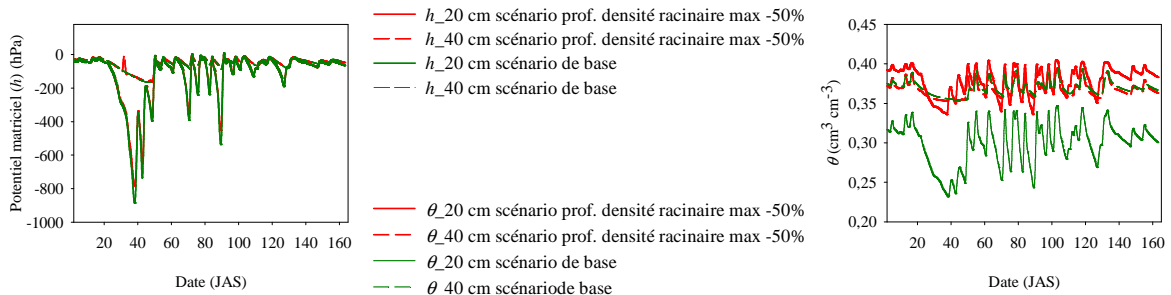 Potentiel matriciel (h) (hPa)
0
-200
-400
-600
-800
-1000
20 40 60 80 100 120 140 160
Date (JAS)
h_20 cm scénario prof. densité racinaire max -50%
h_40 cm scénario prof. densité racinaire max -50%
h_20 cm scénario de base
h_40 cm scénario de base
θ_20 cm scénario prof. densité racinaire max -50%
θ_40 cm scénario prof. densité racinaire max -50%
θ_20 cm scénario de base
θ_40 cm scénariode base
θ (cm³ cm⁻³)
0,40
0,35
0,30
0,25
0,20
20 40 60 80 100 120 140 160
Date (JAS)